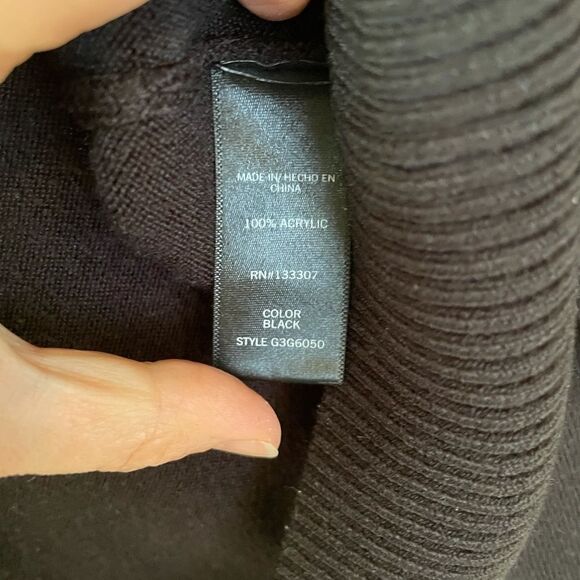 MADE IN/ HECHO EN
CHINA
100% ACRYLIC
RN#133307
COLOR
BLACK
STYLE G3G6050